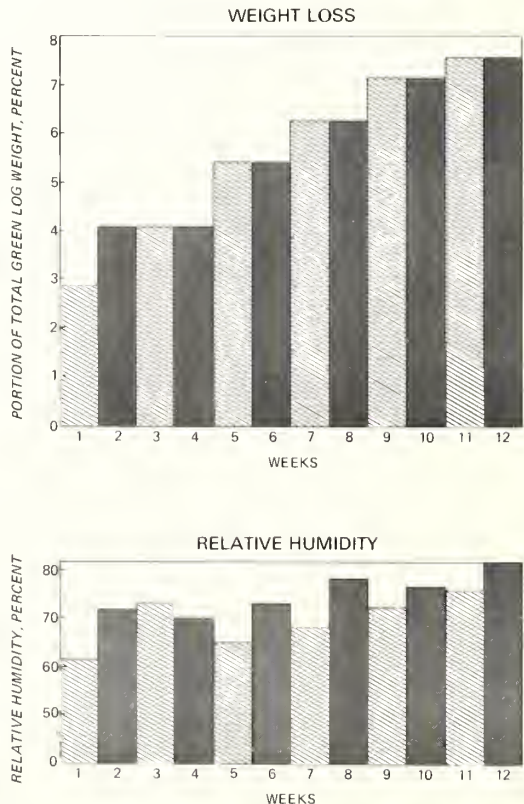 WEIGHT LOSS
PORTION OF TOTAL GREEN LOG WEIGHT, PERCENT
8
7
6
5
4
3
2
1
0
1 2 3 4 5 6 7 8 9 10 11 12
WEEKS
RELATIVE HUMIDITY
RELATIVE HUMIDITY, PERCENT
80
70
60
50
0
1 2 3 4 5 6 7 8 9 10 11 12
WEEKS